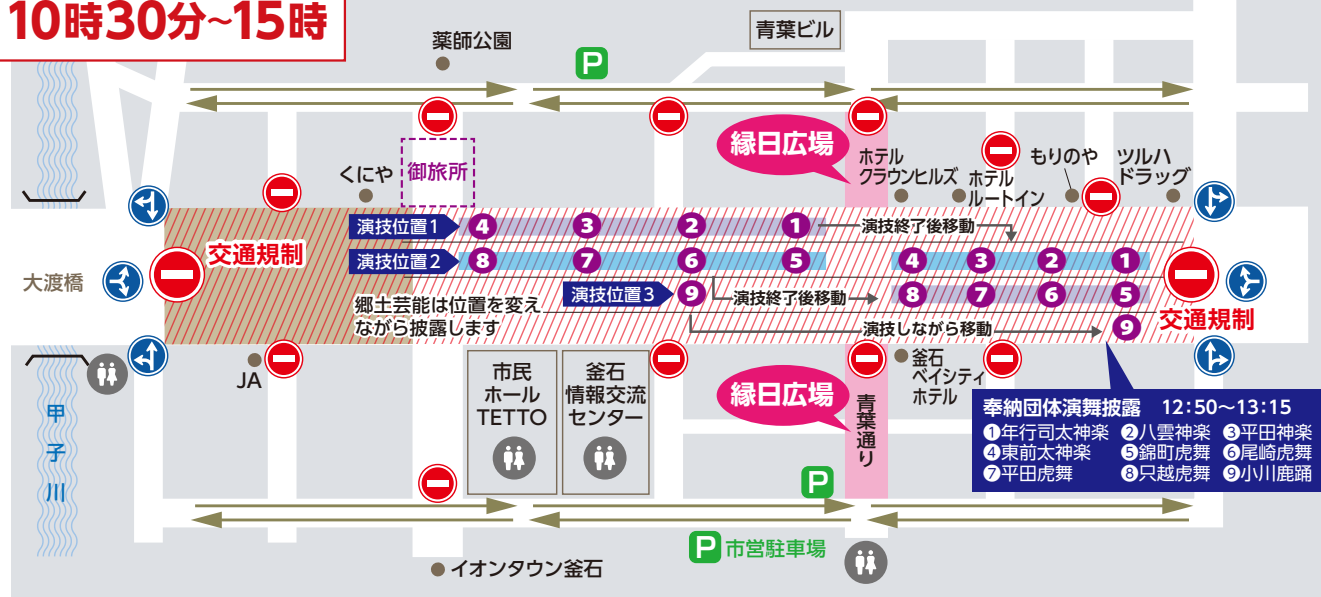 10時30分~15時
薬師公園
P
青葉ビル
縁日広場
くにや
御旅所
ホテル
クラウンヒルズ
ホテル
ルートイン
もりのや
ツルハ
ドラッグ
演技位置1
4 3 2 1
演技終了後移動
交通規制
演技位置2
8 7 6 5
4 3 2 1
大渡橋
郷土芸能は位置を変え
ながら披露します
演技位置3
9
演技終了後移動
8 7 6 5
演技しながら移動
9
交通規制
JA
市民
ホール
TETTO
釜石
情報交流
センター
縁日広場
青葉通り
釜石
ベイシティ
ホテル
奉納団体演舞披露 12:50~13:15
❶年行司太神楽 ❷八雲神楽 ❸平田神楽
❹東前太神楽 ❺錦町虎舞 ❻尾崎虎舞
❼平田虎舞 ❽只越虎舞 ❾小川鹿踊
甲子川
P
P 市営駐車場
イオンタウン釜石